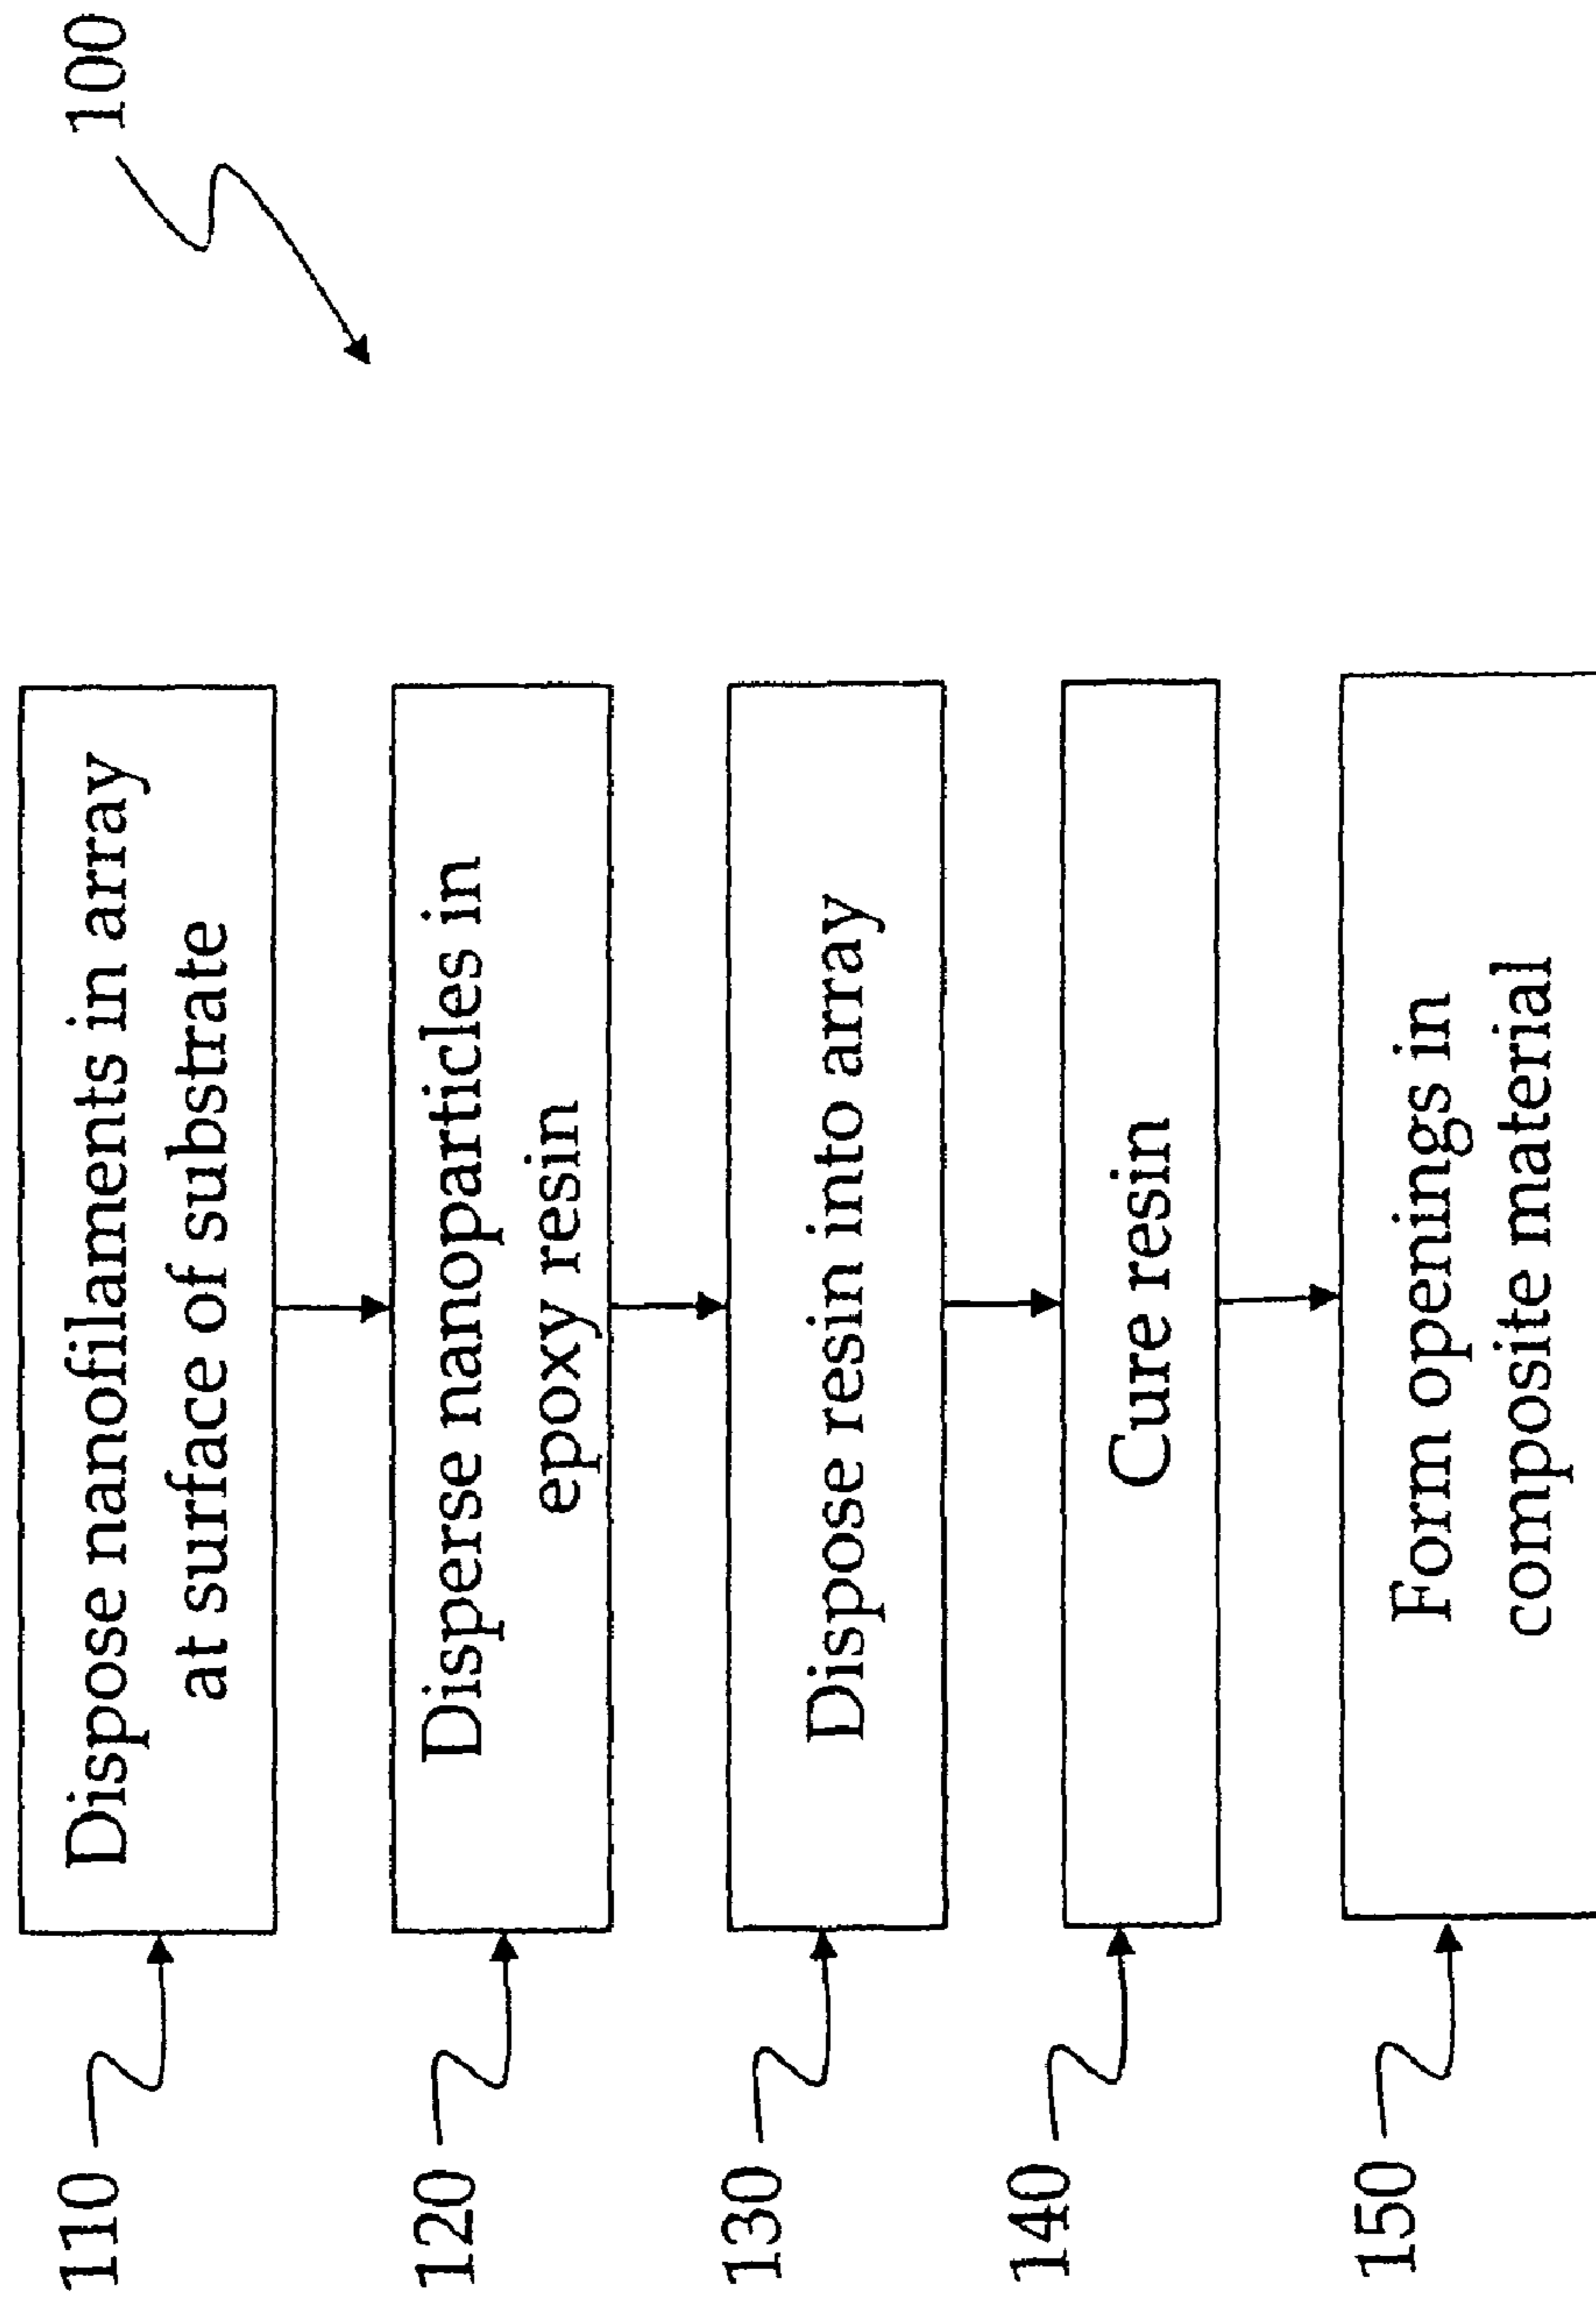 100
110
Dispose nanofilaments in array
at surface of substrate
120
Disperse nanoparticles in
epoxy resin
130
Dispose resin into array
140
Cure resin
150
Form openings in
composite material